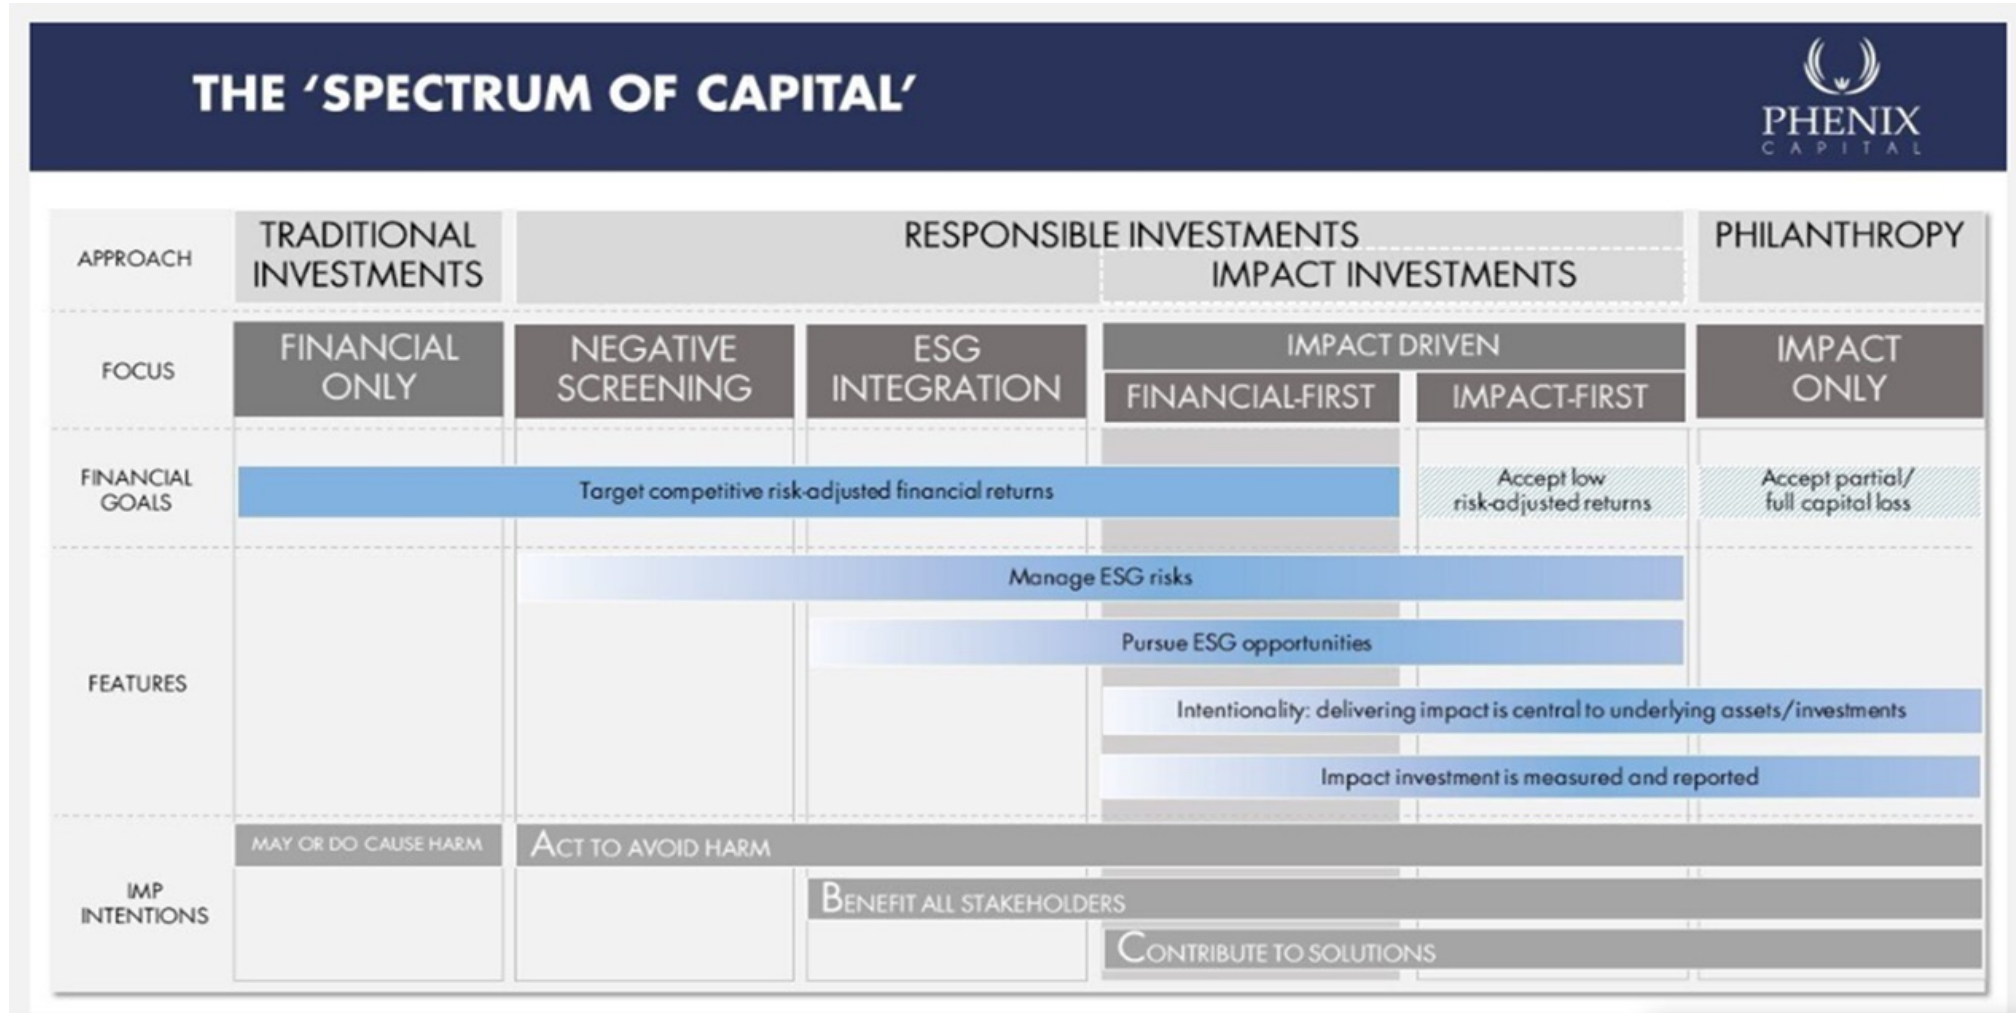 THE ‘SPECTRUM OF CAPITAL’
PHENIX
CAPITAL
APPROACH
TRADITIONAL
INVESTMENTS
RESPONSIBLE INVESTMENTS
IMPACT INVESTMENTS
PHILANTHROPY
FOCUS
FINANCIAL
ONLY
NEGATIVE
SCREENING
ESG
INTEGRATION
IMPACT DRIVEN
FINANCIAL-FIRST
IMPACT-FIRST
IMPACT
ONLY
FINANCIAL
GOALS
Target competitive risk-adjusted financial returns
Accept low
risk-adjusted returns
Accept partial/
full capital loss
FEATURES
Manage ESG risks
Pursue ESG opportunities
Intentionality: delivering impact is central to underlying assets/investments
Impact investment is measured and reported
IMP
INTENTIONS
MAY OR DO CAUSE HARM
ACT TO AVOID HARM
BENEFIT ALL STAKEHOLDERS
CONTRIBUTE TO SOLUTIONS